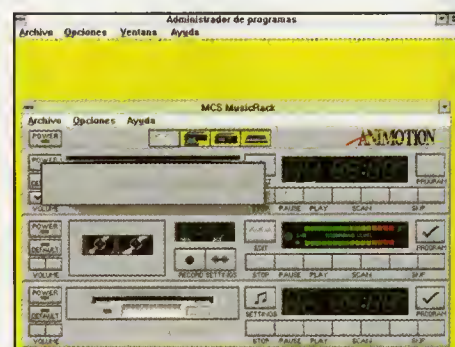 Administrador de programas
Archivo Opciones Ventana Ayuda
MCS MusicRack
Archivo Opciones Ayuda
POWER ANIMOTION
POWER
PROGRAM
VOLUME STOP PAUSE PLAY SCAN SKIP
POWER
DEFAULT EDIT PROGRAM
VOLUME RECORD SETTINGS STOP PAUSE PLAY SCAN SKIP
POWER
DEFAULT SETTINGS PROGRAM
VOLUME STOP PAUSE PLAY SCAN SKIP